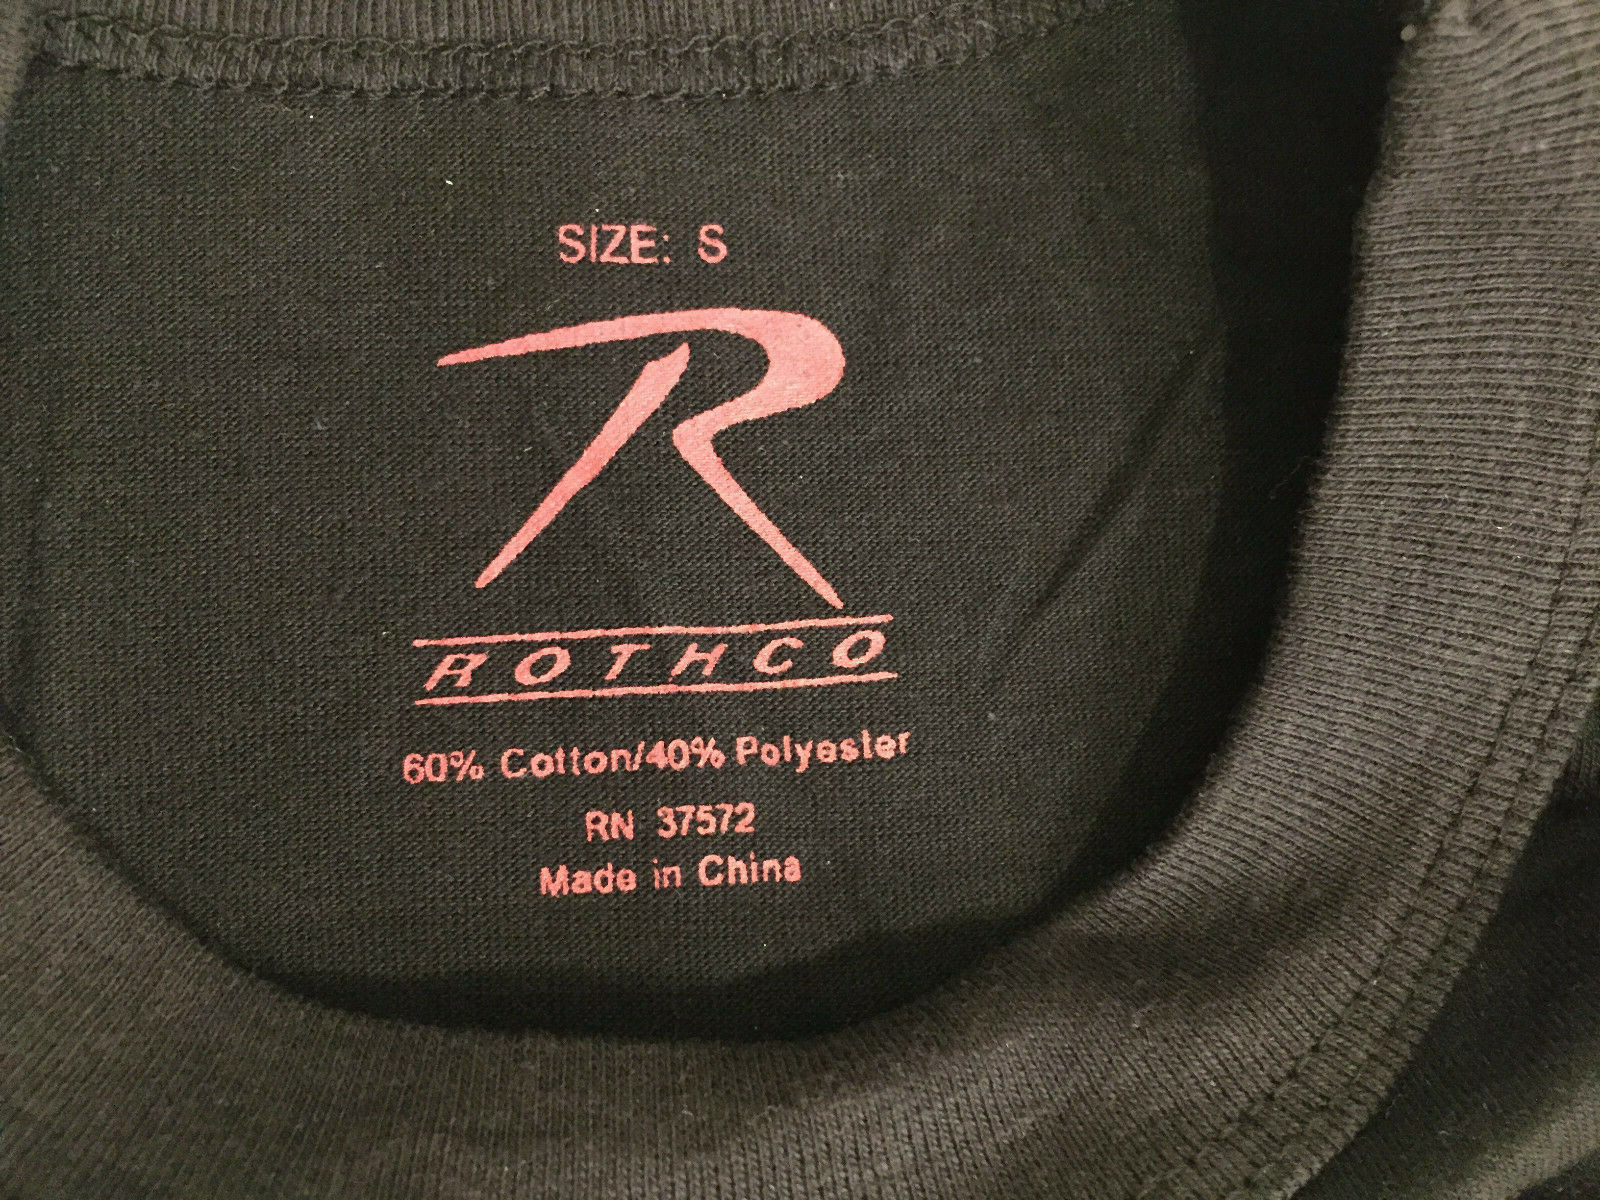 SIZE: S
R
ROTHCO
60% Cotton/40% Polyester
RN 37572
Made in China